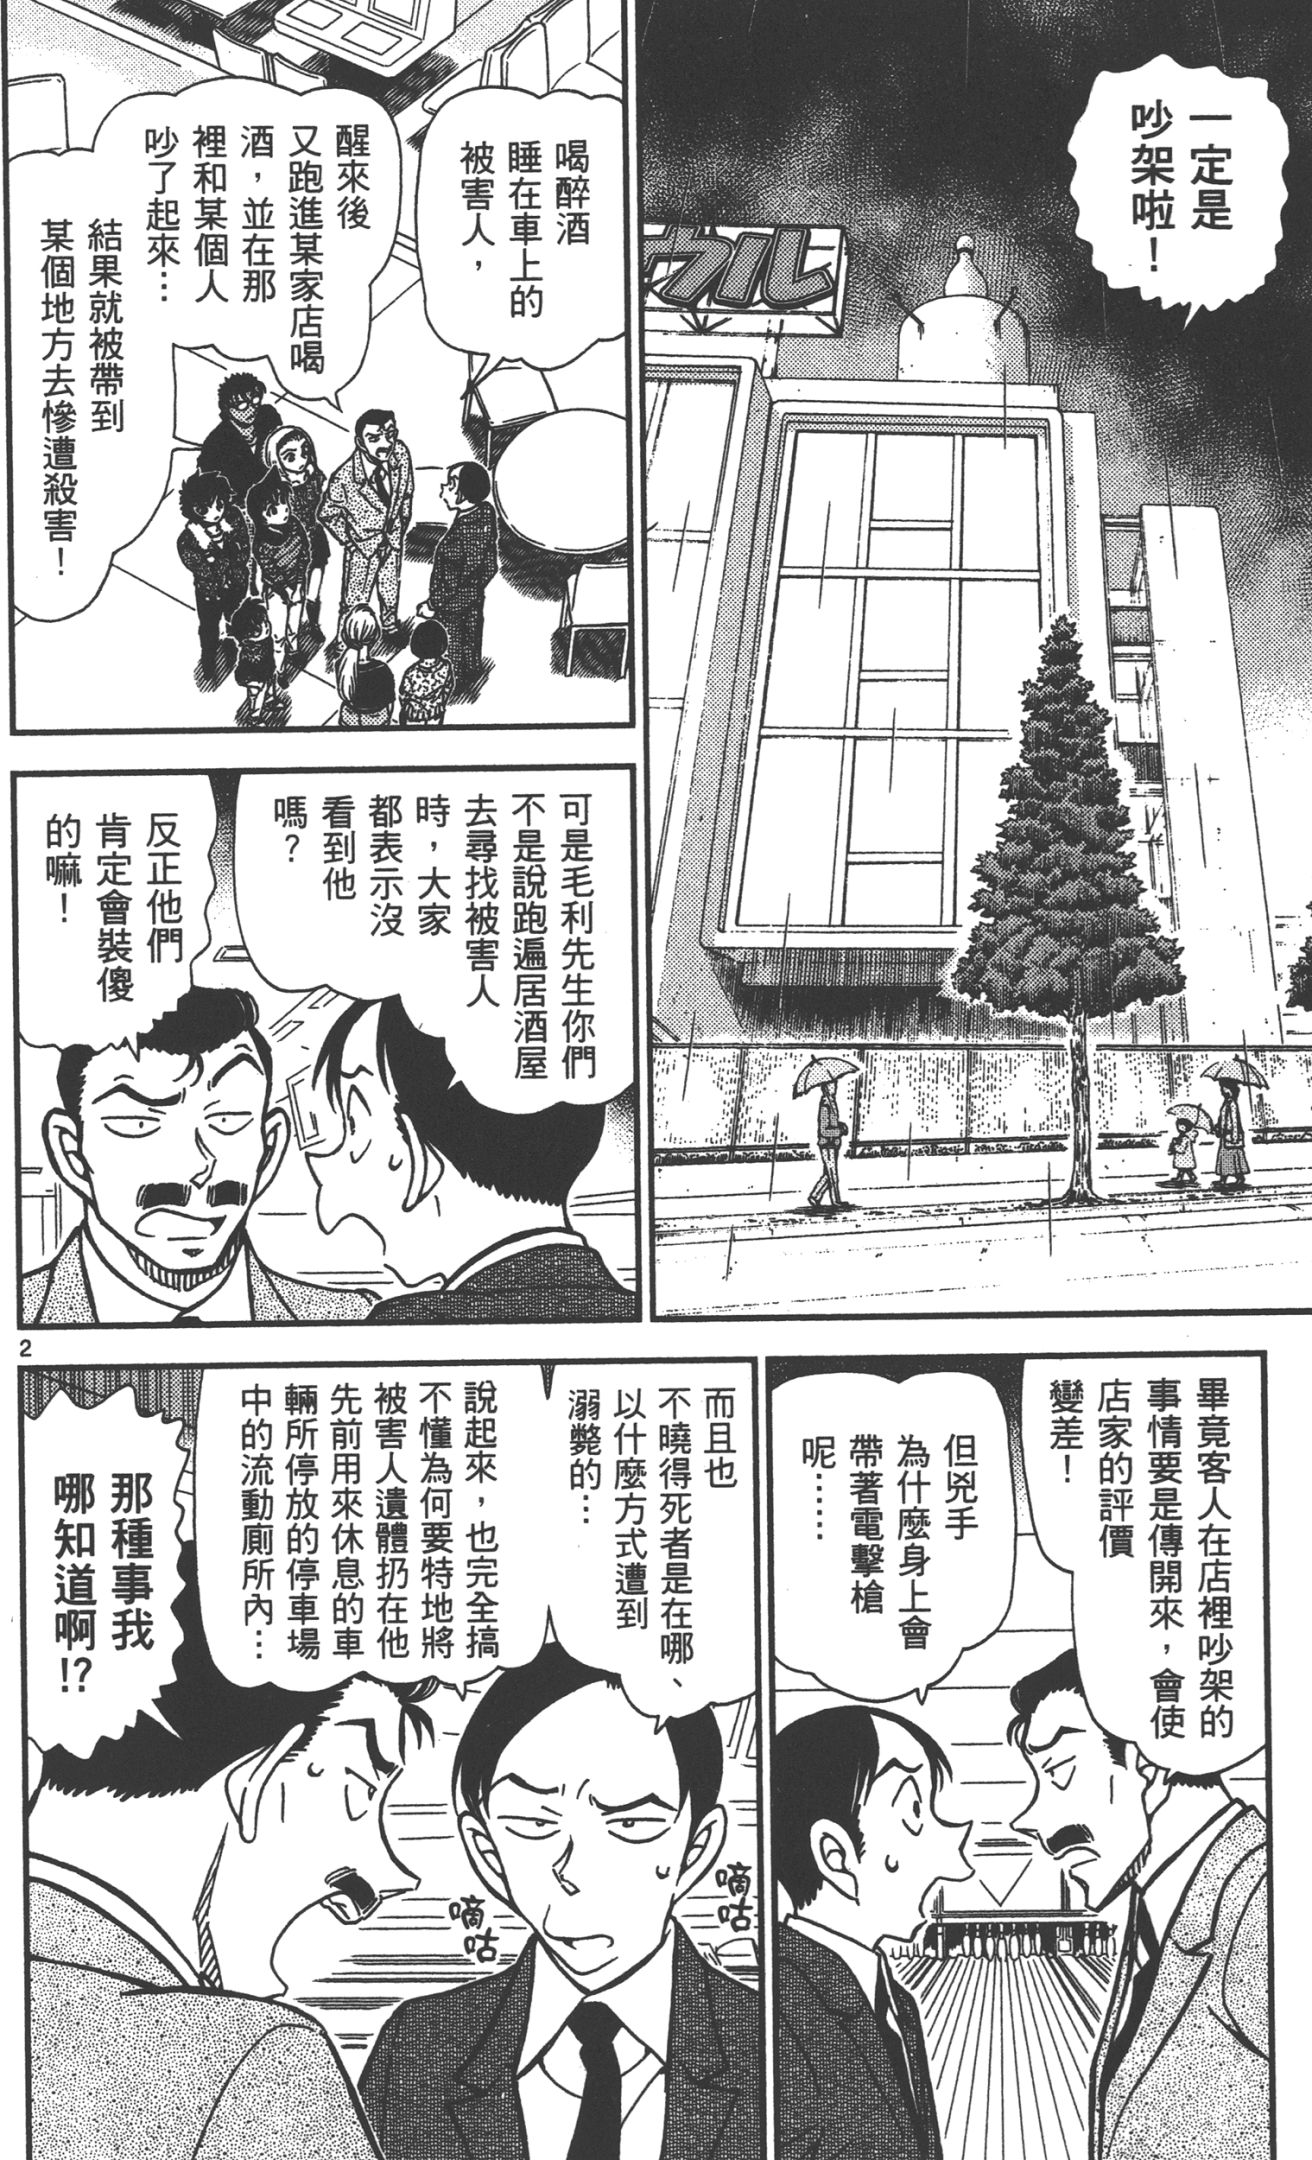 一定是
吵架啦！
ウル
喝醉酒
睡在車上的
被害人，
醒來後
又跑進某家店喝
酒，並在那
裡和某個人
吵了起來…
結果就被帶到
某個地方去慘遭殺害！
可是毛利先生你們
不是說跑遍居酒屋
去尋找被害人
時，大家
都表示沒
看到他
嗎？
反正他們
肯定會裝傻
的嘛！
2
畢竟客人在店裡吵架的
事情要是傳開來，會使
店家的評價
變差！
但兇手
為什麼身上會
帶著電擊槍
呢……
而且也
不曉得死者是在哪、
以什麼方式遭到
溺斃的…
說起來，也完全搞
不懂為何要特地將
被害人遺體扔在他
先前用來休息的車
輛所停放的停車場
中的流動廁所內…
嘀咕
嘀咕
那種事我
哪知道啊!?